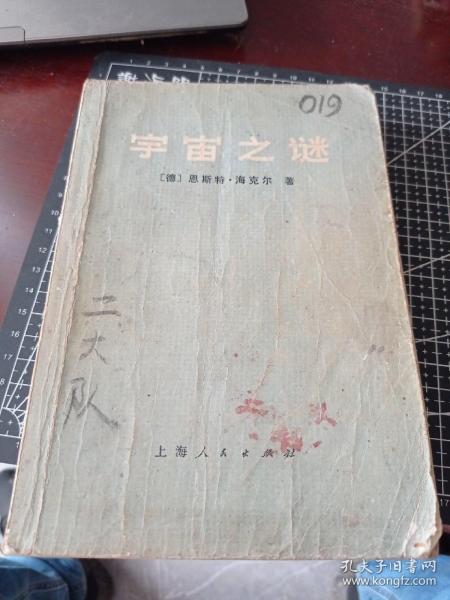 019
宇宙之谜
〔德〕恩斯特·海克尔 著
二大队
上海人民出版社
孔夫子旧书网
www.kongfz.com